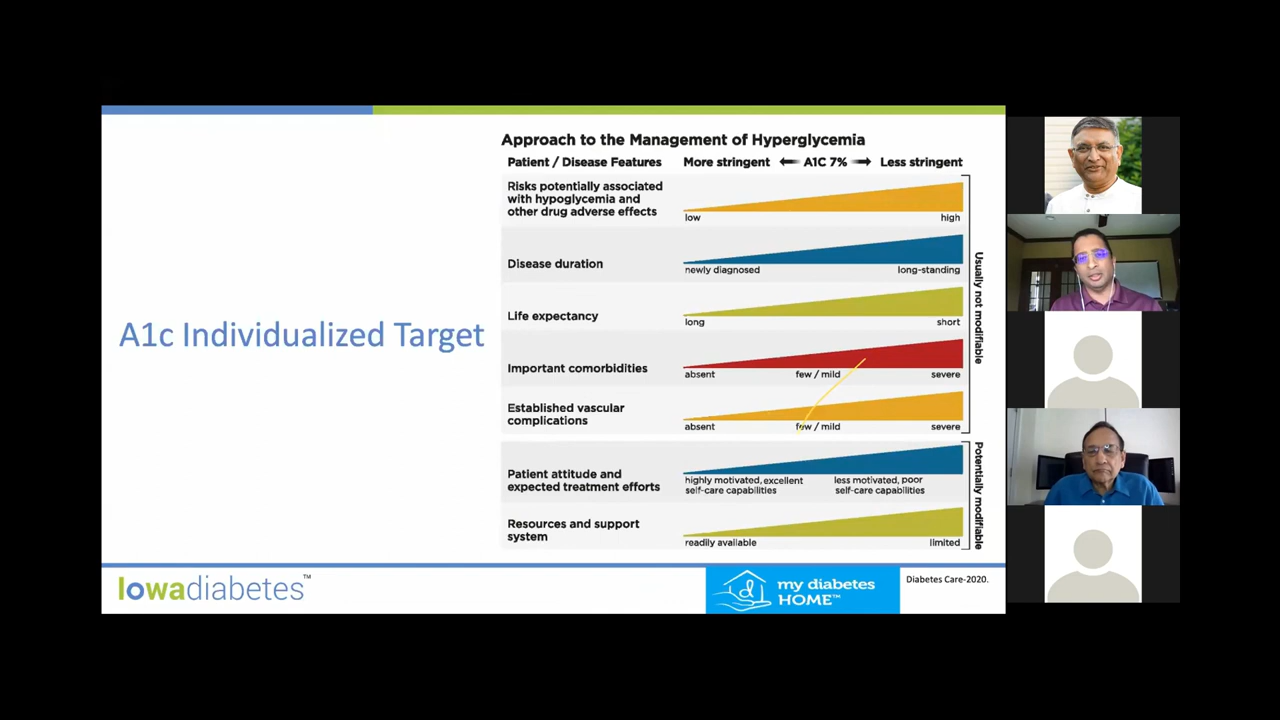 A1c Individualized Target
Approach to the Management of Hyperglycemia
Patient / Disease Features
More stringent
A1C 7%
Less stringent
Risks potentially associated
with hypoglycemia and
other drug adverse effects
low
high
Disease duration
newly diagnosed
long-standing
Life expectancy
long
short
Important comorbidities
absent
few / mild
severe
Established vascular
complications
absent
few / mild
severe
Usually not modifiable
Patient attitude and
expected treatment efforts
highly motivated, excellent
self-care capabilities
less motivated, poor
self-care capabilities
Resources and support
system
readily available
limited
Potentially modifiable
Iowadiabetes™
my diabetes
HOME™
Diabetes Care-2020.